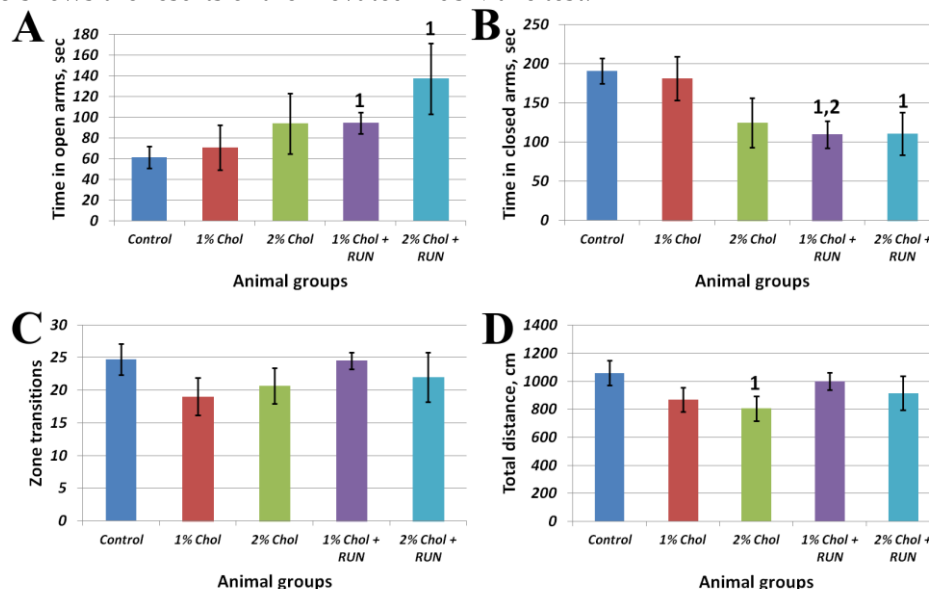 A
Time in open arms, sec
180
160
140
120
100
80
60
40
20
0
1
1
Control
1% Chol
2% Chol
1% Chol +
RUN
2% Chol +
RUN
Animal groups
B
Time in closed arms, sec
250
200
150
100
50
0
1,2
1
Control
1% Chol
2% Chol
1% Chol +
RUN
2% Chol +
RUN
Animal groups
C
Zone transitions
30
25
20
15
10
5
0
Control
1% Chol
2% Chol
1% Chol +
RUN
2% Chol +
RUN
Animal groups
D
Total distance, cm
1400
1200
1000
800
600
400
200
0
1
Control
1% Chol
2% Chol
1% Chol +
RUN
2% Chol +
RUN
Animal groups